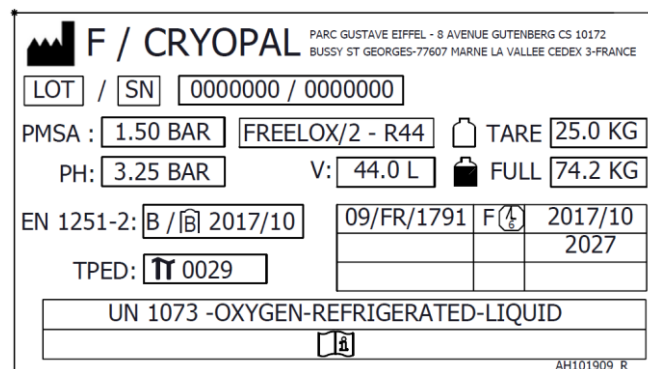 F / CRYOPAL PARC GUSTAVE EIFFEL - 8 AVENUE GUTENBERG CS 10172
BUSSY ST GEORGES-77607 MARNE LA VALLEE CEDEX 3-FRANCE
LOT / SN 0000000 / 0000000
PMSA : 1.50 BAR FREELOX/2 - R44 TARE 25.0 KG
PH: 3.25 BAR V: 44.0 L FULL 74.2 KG
EN 1251-2: B / B 2017/10 09/FR/1791 F 2017/10
2027
TPED: π 0029
UN 1073 -OXYGEN-REFRIGERATED-LIQUID
AH101909_R